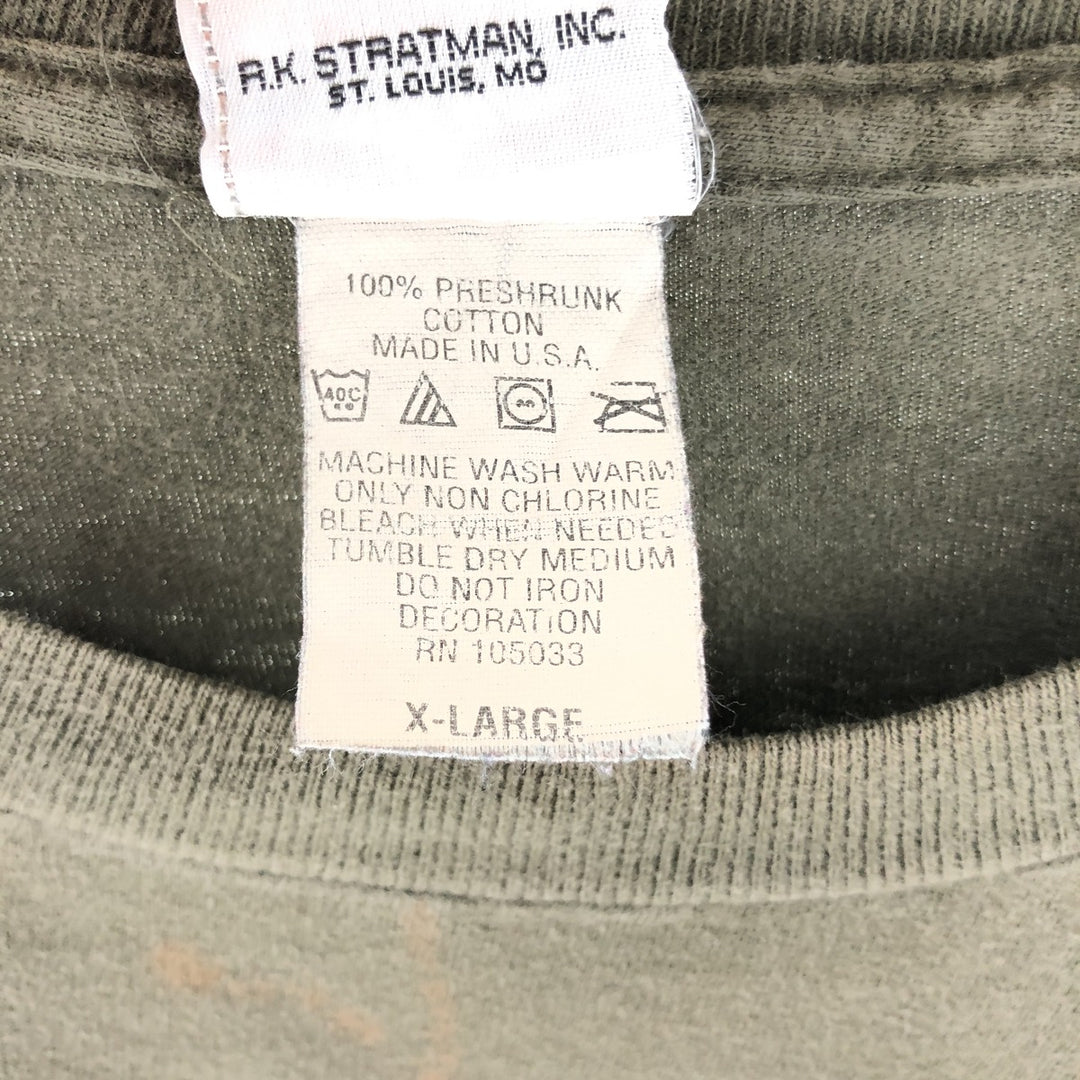 R.K. STRATMAN, INC.
ST. LOUIS, MO
100% PRESHRUNK
COTTON
MADE IN U.S.A.
40C
MACHINE WASH WARM
ONLY NON CHLORINE
BLEACH WHEN NEEDED
TUMBLE DRY MEDIUM
DO NOT IRON
DECORATION
RN 105033
X-LARGE